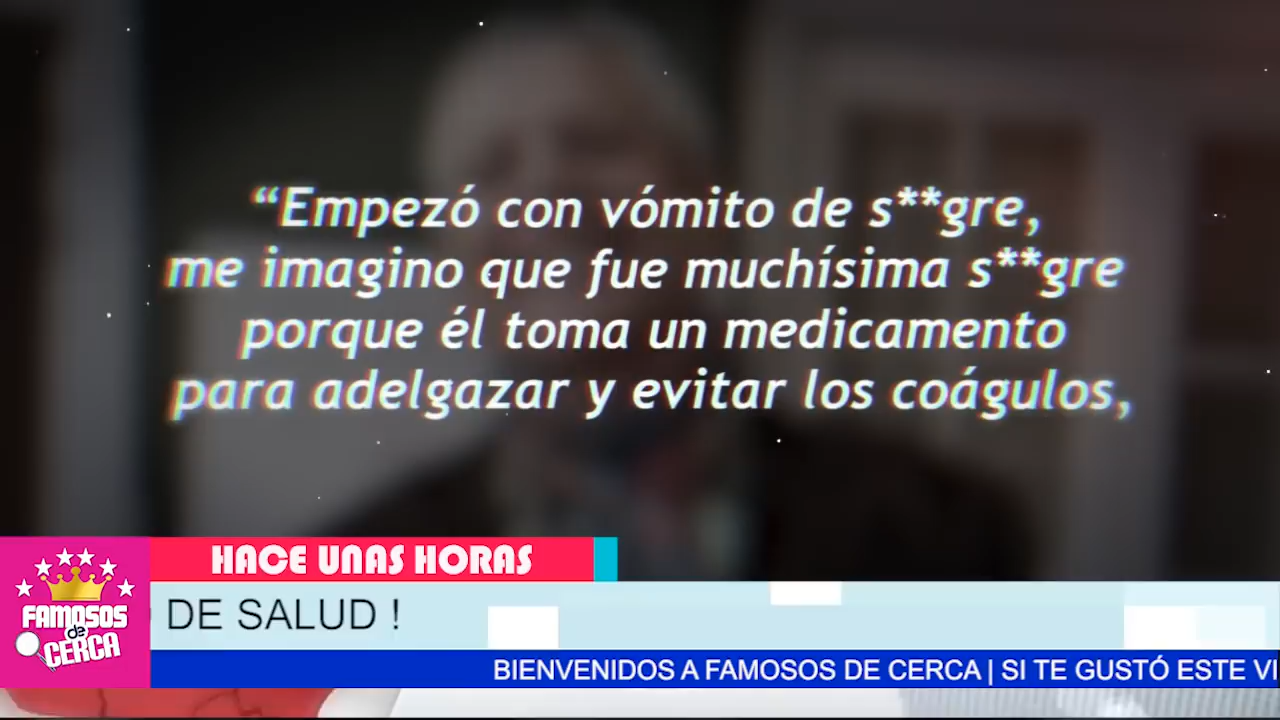 “Empezó con vómito de s**gre,
me imagino que fue muchísima s**gre
porque él toma un medicamento
para adelgazar y evitar los coágulos,
HACE UNAS HORAS
DE SALUD !
FAMOSOS
de
CERCA
BIENVENIDOS A FAMOSOS DE CERCA | SI TE GUSTÓ ESTE VI